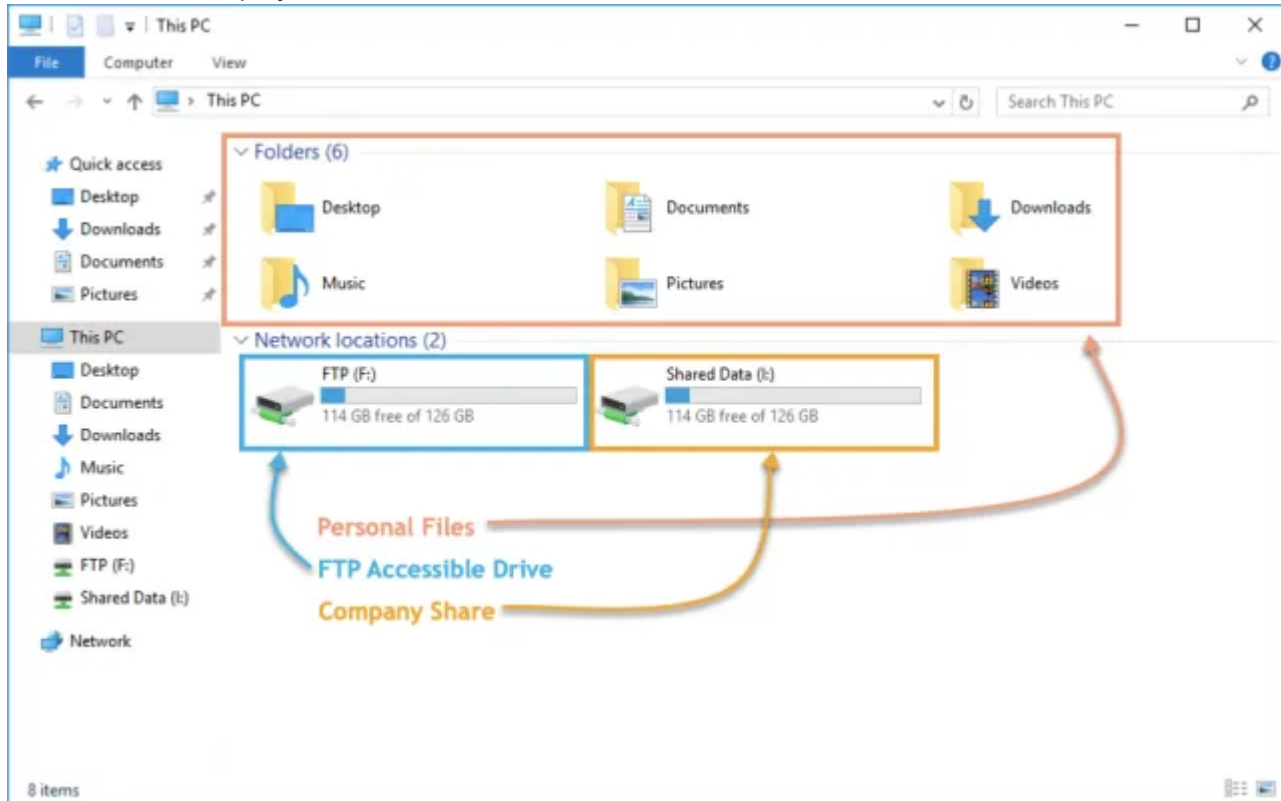 This PC
File Computer View
This PC
Search This PC
Quick access
Desktop
Downloads
Documents
Pictures
This PC
Desktop
Documents
Downloads
Music
Pictures
Videos
FTP (F:)
Shared Data (I:)
Network
Folders (6)
Desktop Documents Downloads
Music Pictures Videos
Network locations (2)
FTP (F:) Shared Data (I:)
114 GB free of 126 GB 114 GB free of 126 GB
Personal Files
FTP Accessible Drive
Company Share
8 items